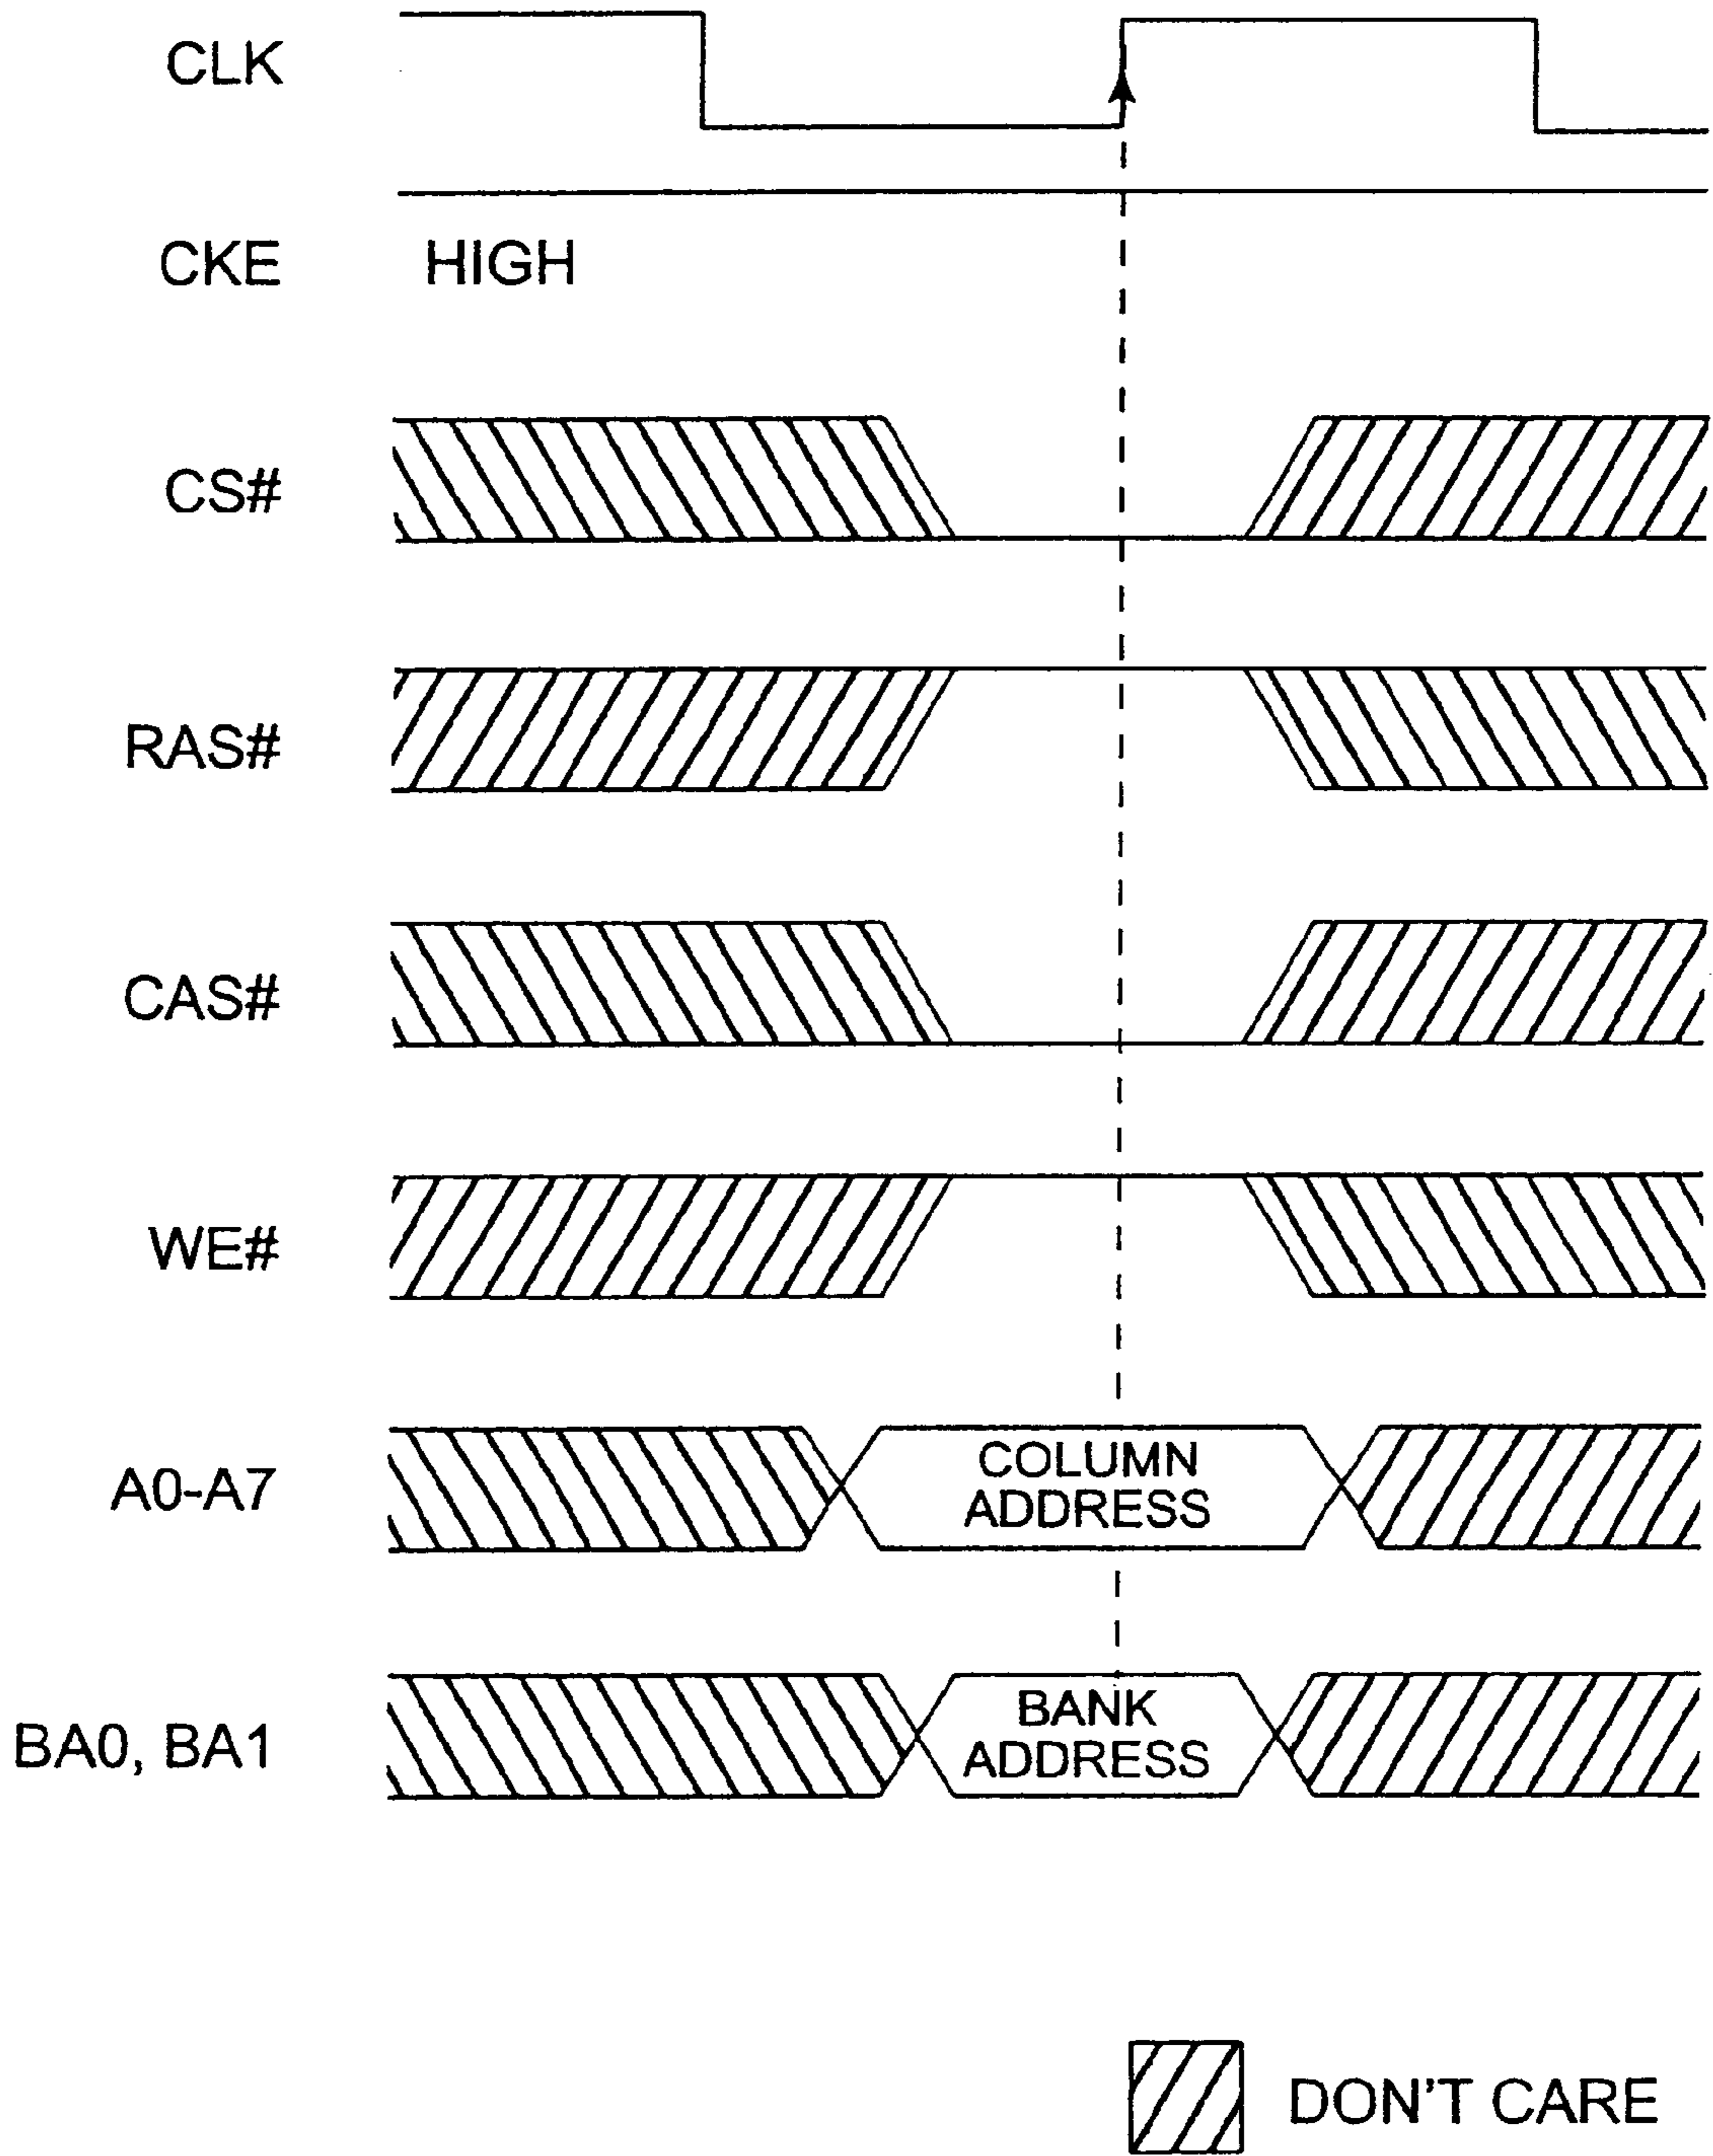 CLK
CKE HIGH
CS#
RAS#
CAS#
WE#
A0-A7
COLUMN
ADDRESS
BA0, BA1
BANK
ADDRESS
DON'T CARE